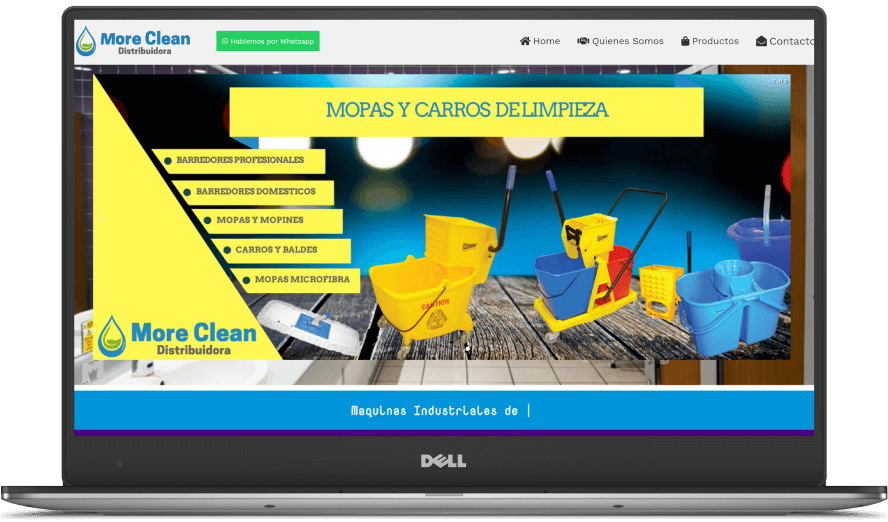 More Clean
Distribuidora
Hablemos por Whatsapp
Home
Quienes Somos
Productos
Contacto
MOPAS Y CARROS DE LIMPIEZA
BARREDORES PROFESIONALES
BARREDORES DOMESTICOS
MOPAS Y MOPINES
CARROS Y BALDES
MOPAS MICROFIBRA
CAUTION
More Clean
Distribuidora
Maquinas Industriales de |
DELL